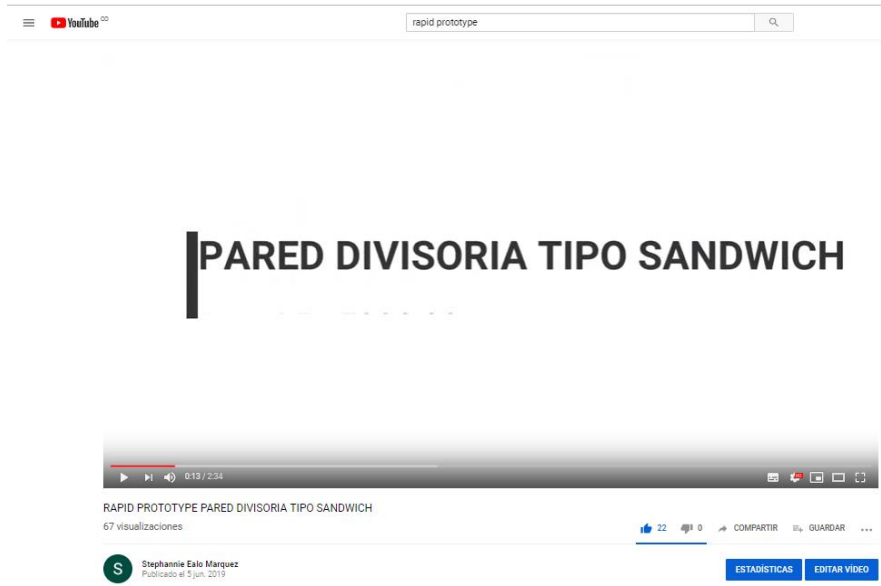 YouTube CO
rapid prototype
PARED DIVISORIA TIPO SANDWICH
0:13 / 2:34
RAPID PROTOTYPE PARED DIVISORIA TIPO SANDWICH
67 visualizaciones
22 0 COMPARTIR GUARDAR
S
Stephannie Ealo Marquez
Publicado el 5 jun. 2019
ESTADÍSTICAS EDITAR VÍDEO